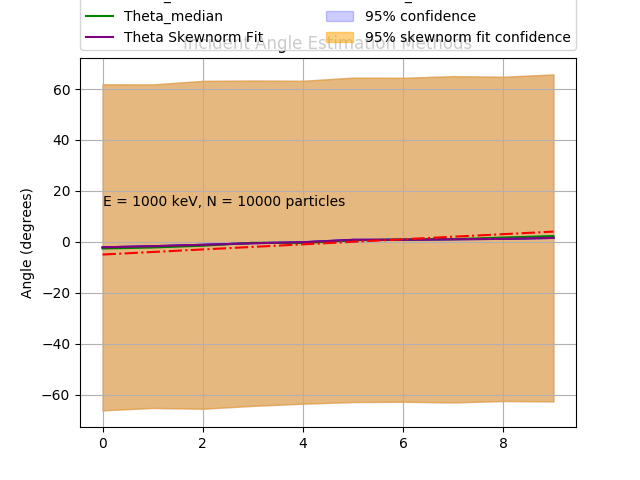 Incident Angle Estimation Methods
Theta_median
Theta Skewnorm Fit
95% confidence
95% skewnorm fit confidence
60
40
20
0
−20
−40
−60
Angle (degrees)
E = 1000 keV, N = 10000 particles
0
2
4
6
8